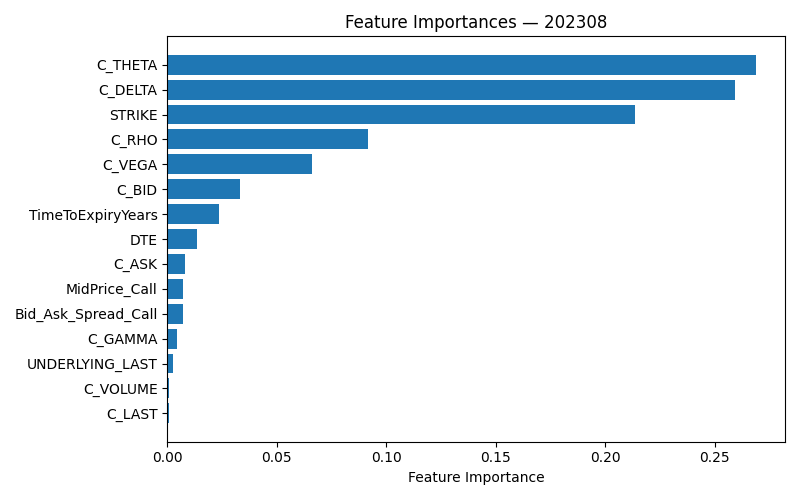 Feature Importances — 202308
C_THETA
C_DELTA
STRIKE
C_RHO
C_VEGA
C_BID
TimeToExpiryYears
DTE
C_ASK
MidPrice_Call
Bid_Ask_Spread_Call
C_GAMMA
UNDERLYING_LAST
C_VOLUME
C_LAST
0.00 0.05 0.10 0.15 0.20 0.25
Feature Importance